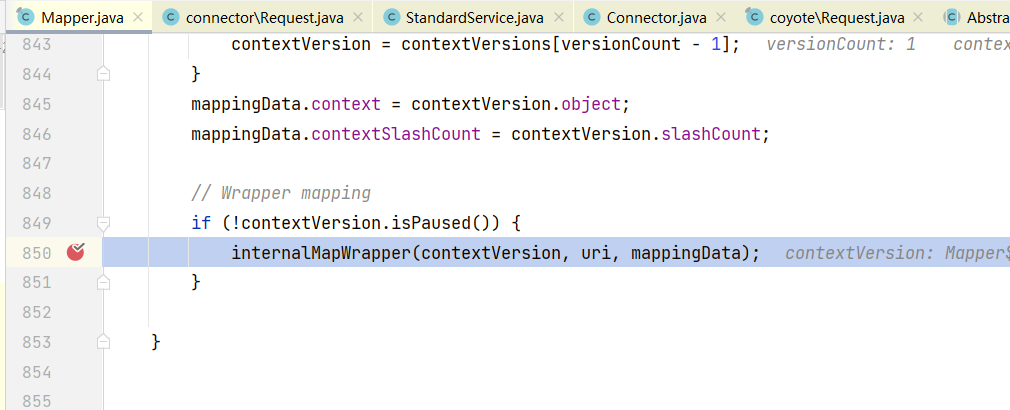 Mapper.java connector\Request.java StandardService.java Connector.java coyote\Request.java Abstra
843 contextVersion = contextVersions[versionCount - 1]; versionCount: 1 contex
844 }
845 mappingData.context = contextVersion.object;
846 mappingData.contextSlashCount = contextVersion.slashCount;
847
848 // Wrapper mapping
849 if (!contextVersion.isPaused()) {
850 internalMapWrapper(contextVersion, uri, mappingData); contextVersion: Mapper$
851 }
852
853 }
854
855